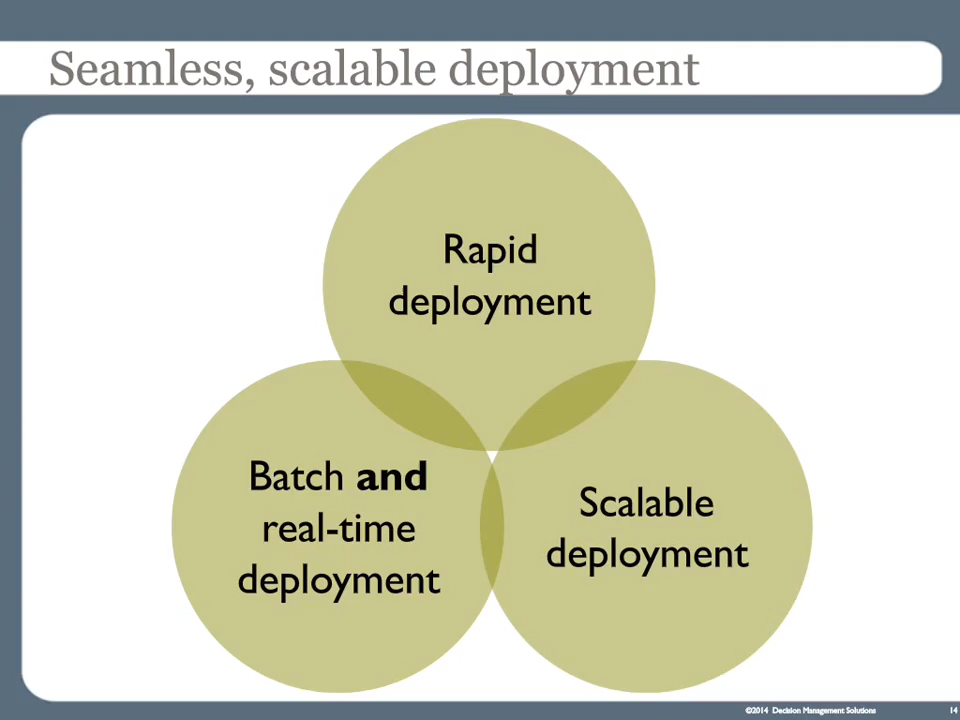 Seamless, scalable deployment
Rapid
deployment
Batch and
real-time
deployment
Scalable
deployment
©2014 Decision Management Solutions
14